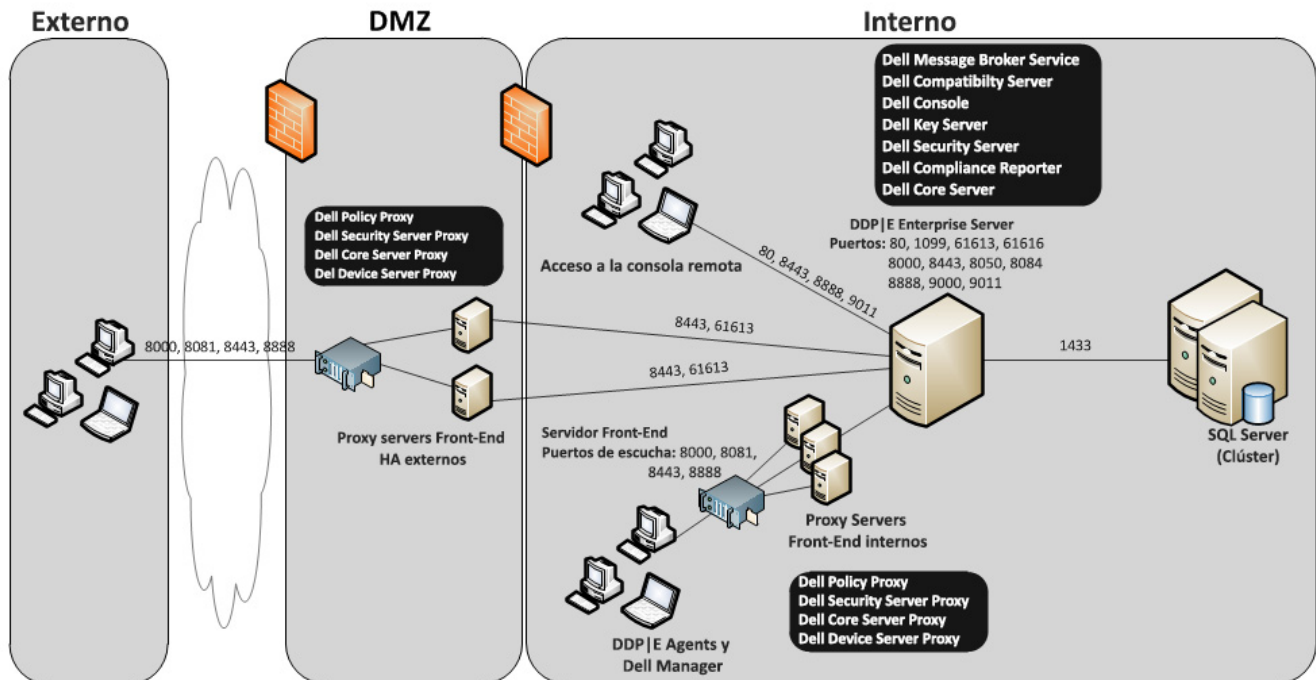 Externo
DMZ
Interno
Dell Message Broker Service
Dell Compatibilty Server
Dell Console
Dell Key Server
Dell Security Server
Dell Compliance Reporter
Dell Core Server
Dell Policy Proxy
Dell Security Server Proxy
Dell Core Server Proxy
Del Device Server Proxy
Acceso a la consola remota
80, 8443, 8888, 9011
DDP|E Enterprise Server
Puertos: 80, 1099, 61613, 61616
8000, 8443, 8050, 8084
8888, 9000, 9011
8000, 8081, 8443, 8888
8443, 61613
8443, 61613
1433
Proxy servers Front-End
HA externos
Servidor Front-End
Puertos de escucha: 8000, 8081,
8443, 8888
SQL Server
(Clúster)
Proxy Servers
Front-End internos
Dell Policy Proxy
Dell Security Server Proxy
Dell Core Server Proxy
Dell Device Server Proxy
DDP|E Agents y
Dell Manager